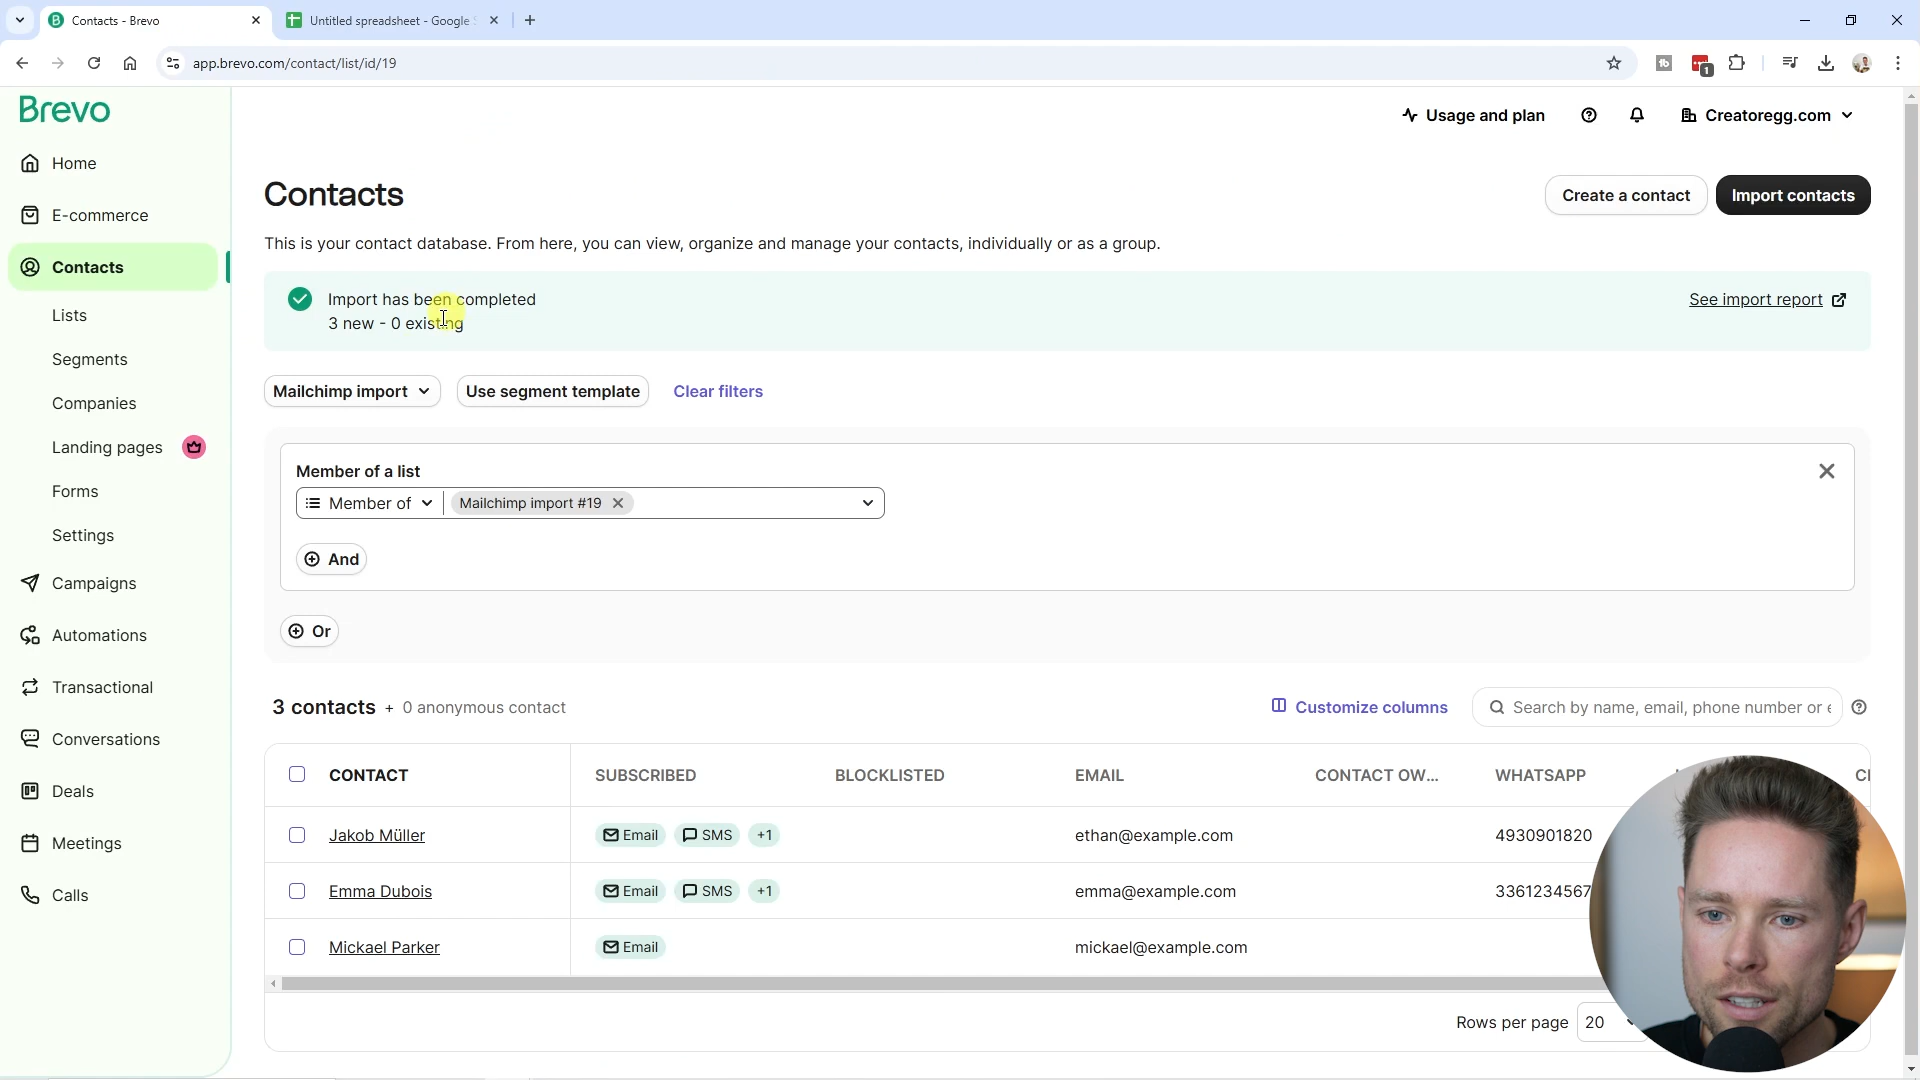 Contacts - Brevo
Untitled spreadsheet - Google S
app.brevo.com/contact/list/id/19
1
Brevo
Usage and plan
Creatoregg.com
Home
E-commerce
Contacts
Lists
Segments
Companies
Landing pages
Forms
Settings
Campaigns
Automations
Transactional
Conversations
Deals
Meetings
Calls
Contacts
Create a contact
Import contacts
This is your contact database. From here, you can view, organize and manage your contacts, individually or as a group.
Import has been completed
3 new - 0 existing
See import report
Mailchimp import
Use segment template
Clear filters
Member of a list
Member of
Mailchimp import #19
And
Or
3 contacts + 0 anonymous contact
Customize columns
Search by name, email, phone number or e
CONTACT SUBSCRIBED BLOCKLISTED EMAIL CONTACT OW... WHATSAPP
Jakob Müller Email SMS +1 ethan@example.com 4930901820
Emma Dubois Email SMS +1 emma@example.com 3361234567
Mickael Parker Email mickael@example.com
Rows per page 20